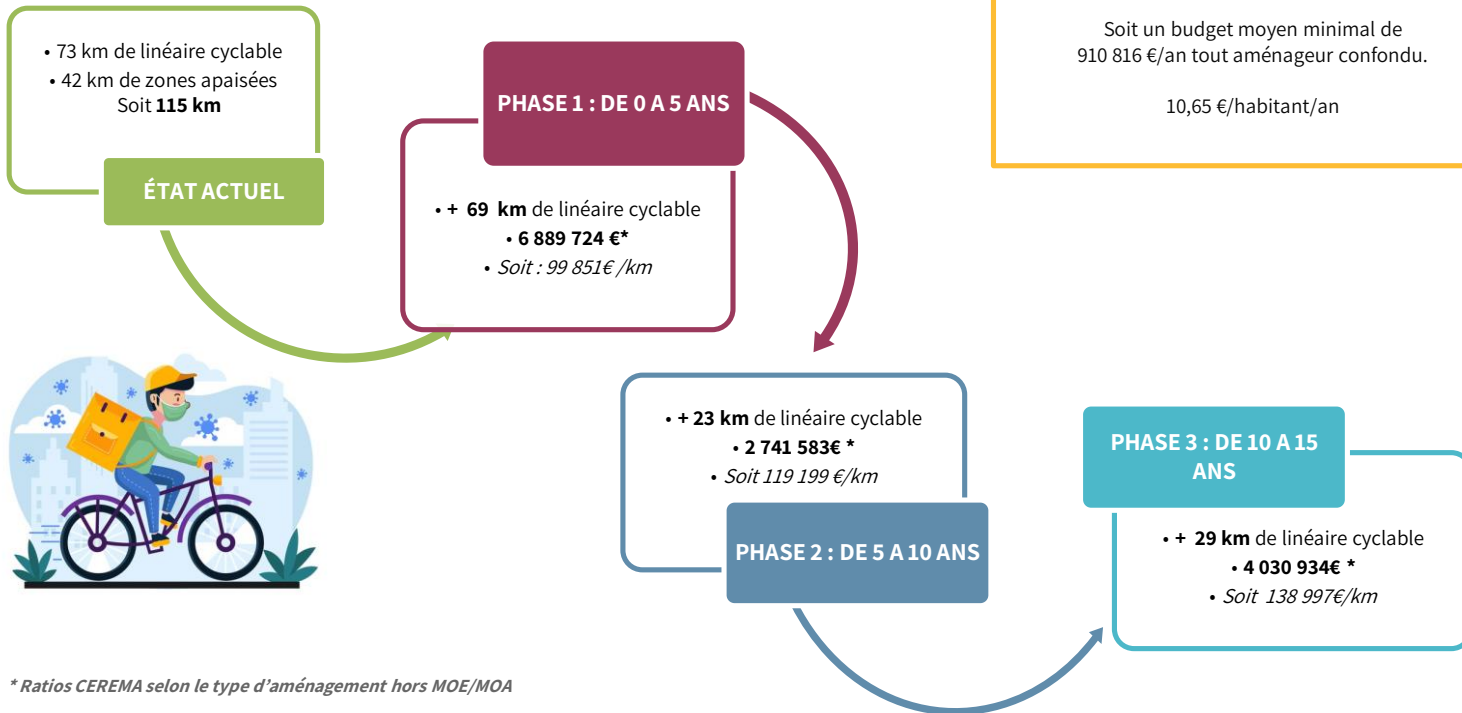 • 73 km de linéaire cyclable
• 42 km de zones apaisées
Soit 115 km
ÉTAT ACTUEL
PHASE 1 : DE 0 A 5 ANS
• + 69 km de linéaire cyclable
• 6 889 724 €*
• Soit : 99 851€ /km
Soit un budget moyen minimal de
910 816 €/an tout aménageur confondu.
10,65 €/habitant/an
• + 23 km de linéaire cyclable
• 2 741 583€ *
• Soit 119 199 €/km
PHASE 2 : DE 5 A 10 ANS
PHASE 3 : DE 10 A 15
ANS
• + 29 km de linéaire cyclable
• 4 030 934€ *
• Soit 138 997€/km
* Ratios CEREMA selon le type d’aménagement hors MOE/MOA